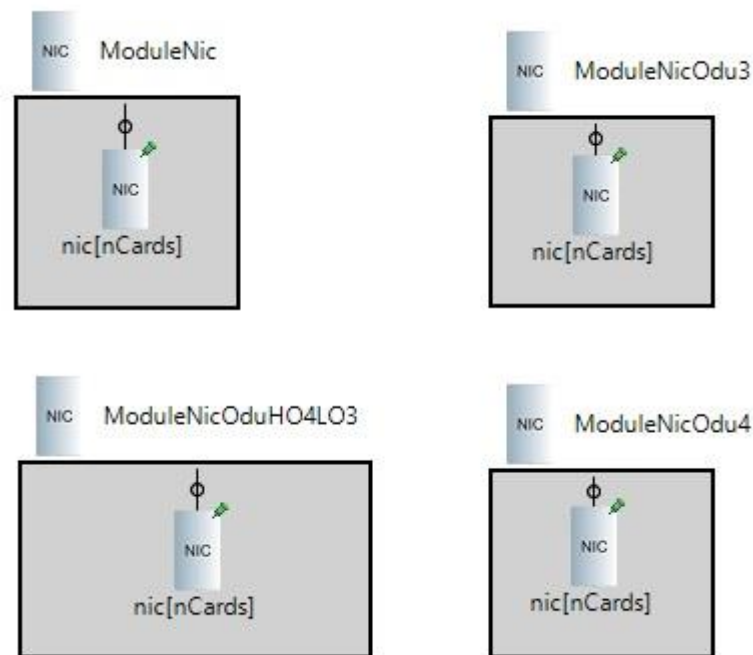 NIC ModuleNic
NIC
nic[nCards]
NIC ModuleNicOdu3
NIC
nic[nCards]
NIC ModuleNicOduHO4LO3
NIC
nic[nCards]
NIC ModuleNicOdu4
NIC
nic[nCards]